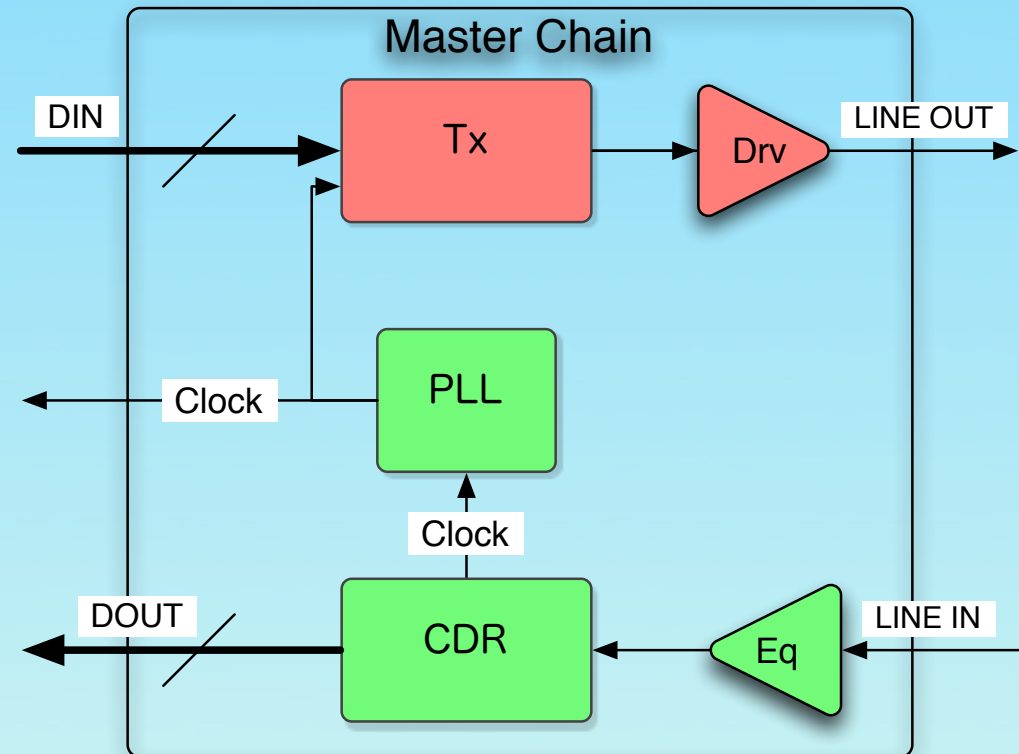 Master Chain
DIN
Tx
Drv
LINE OUT
Clock
PLL
Clock
DOUT
CDR
Eq
LINE IN